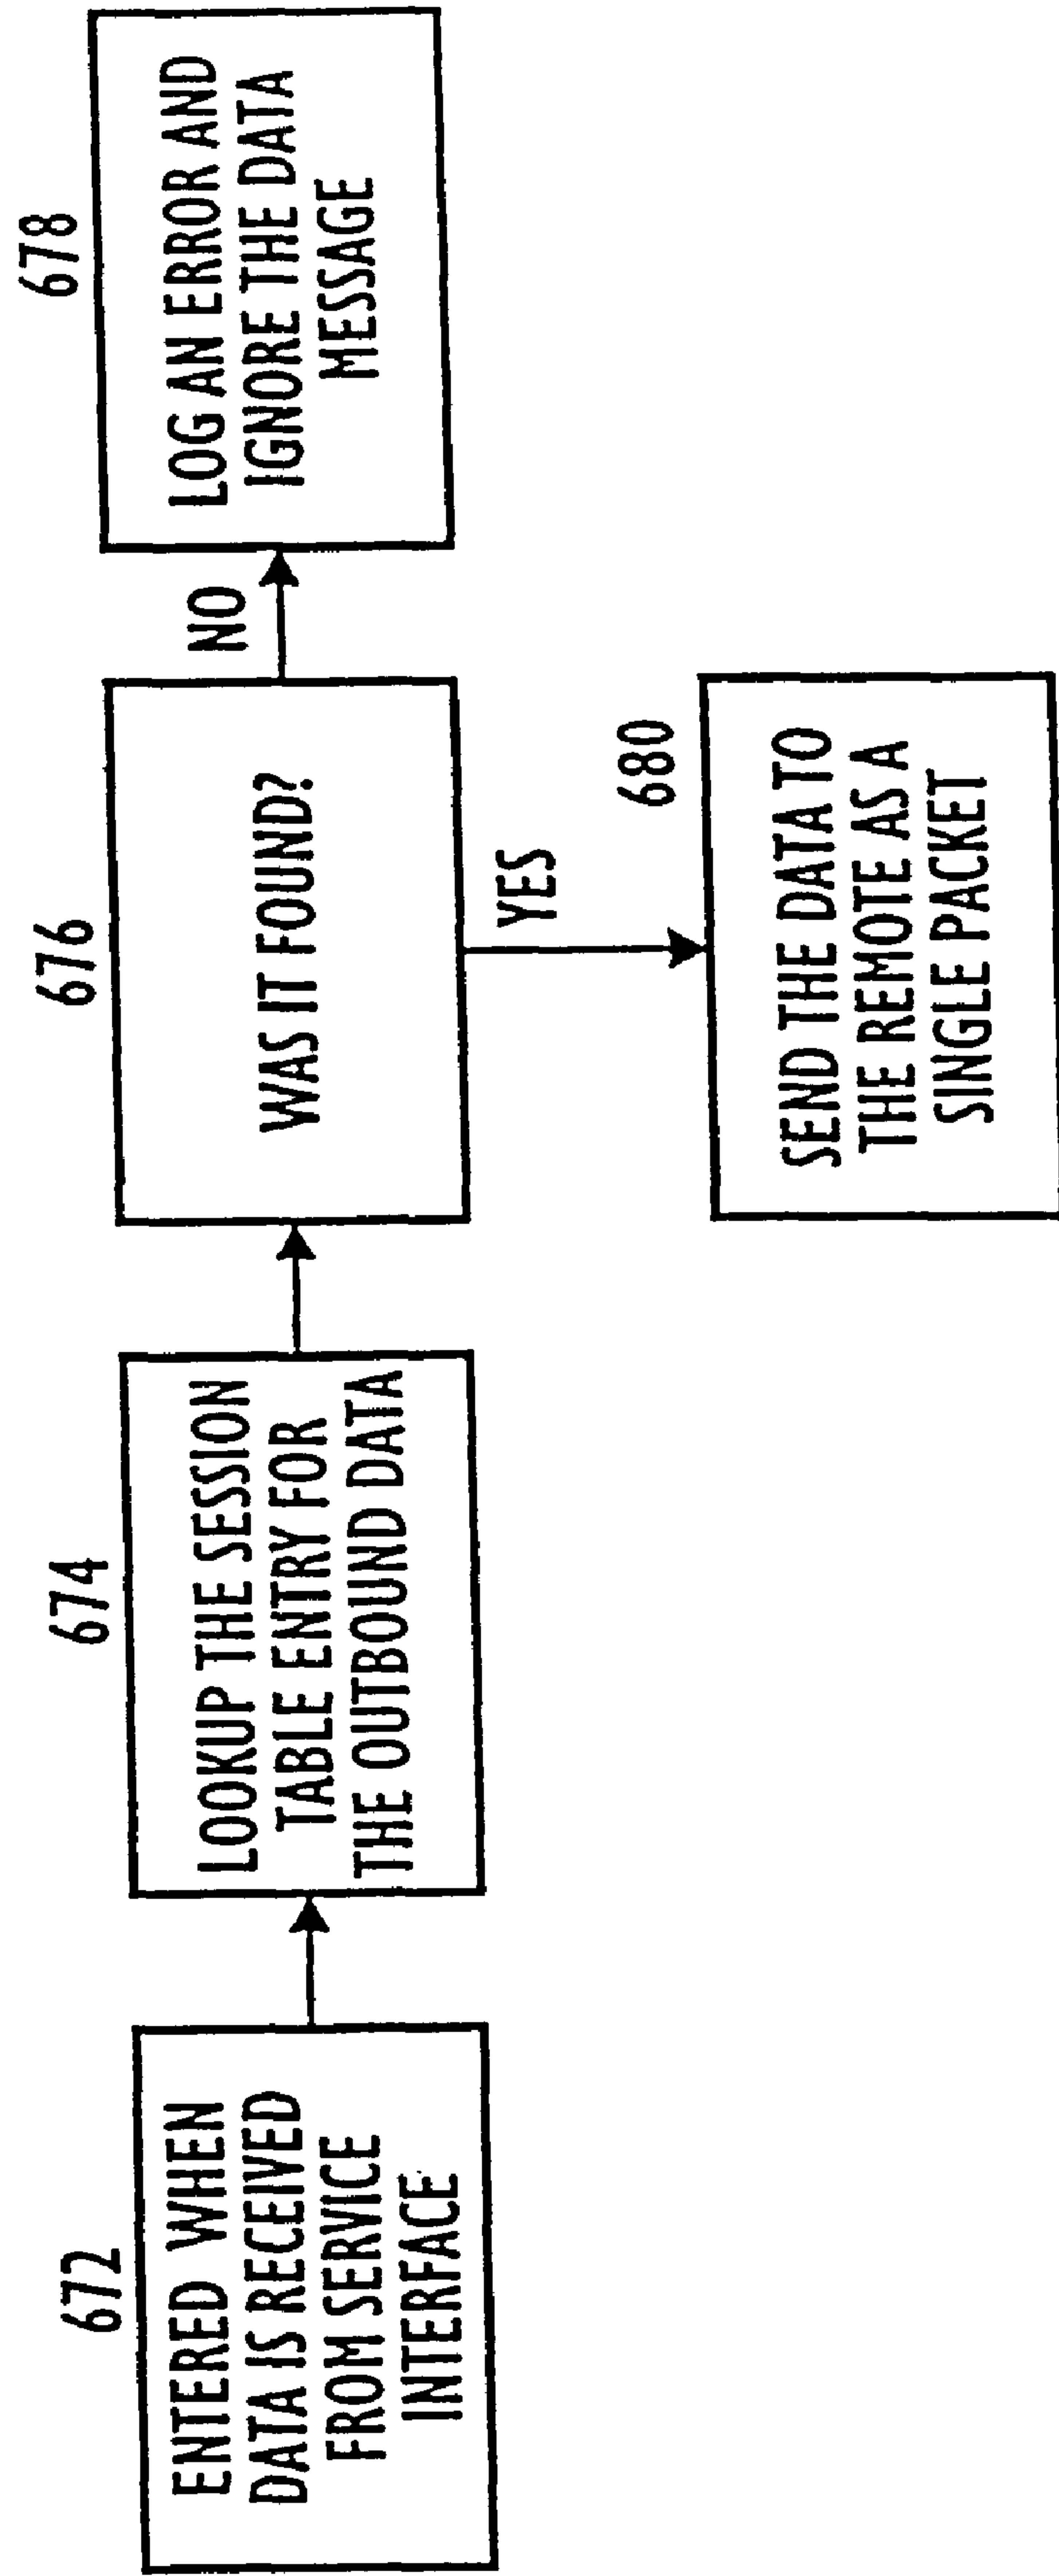 672
ENTERED WHEN
DATA IS RECEIVED
FROM SERVICE
INTERFACE
674
LOOKUP THE SESSION
TABLE ENTRY FOR
THE OUTBOUND DATA
676
WAS IT FOUND?
NO
678
LOG AN ERROR AND
IGNORE THE DATA
MESSAGE
YES
680
SEND THE DATA TO
THE REMOTE AS A
SINGLE PACKET